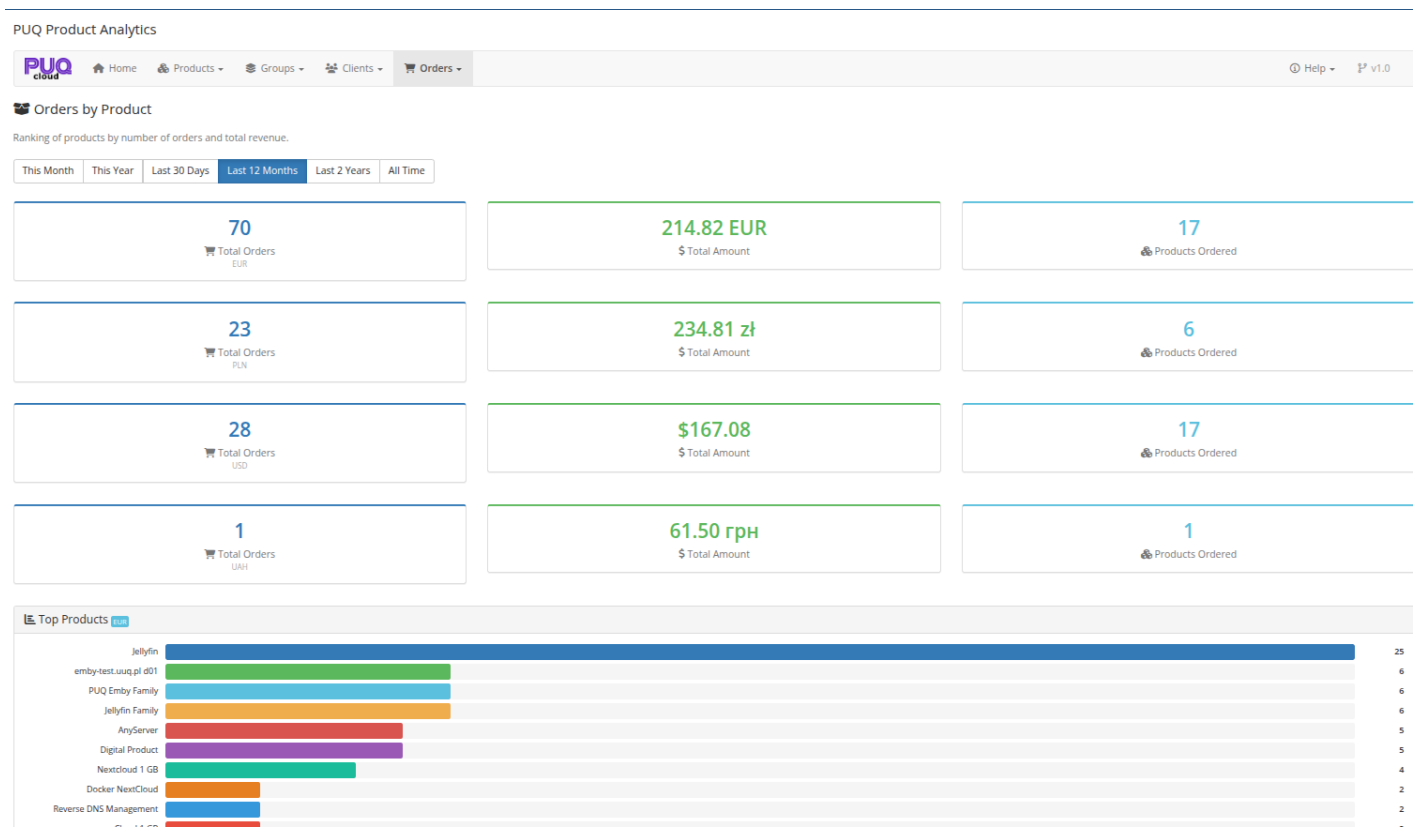 PUQ Product Analytics
PUQ cloud Home Products Groups Clients Orders Help v1.0
Orders by Product
Ranking of products by number of orders and total revenue.
This Month This Year Last 30 Days Last 12 Months Last 2 Years All Time
70 214.82 EUR 17
Total Orders $ Total Amount Products Ordered
EUR
23 234.81 zł 6
Total Orders $ Total Amount Products Ordered
PLN
28 $167.08 17
Total Orders $ Total Amount Products Ordered
USD
1 61.50 грн 1
Total Orders $ Total Amount Products Ordered
UAH
Top Products EUR
Jellyfin 25
emby-test.uuq.pl d01 6
PUQ Emby Family 6
Jellyfin Family 6
AnyServer 5
Digital Product 5
Nextcloud 1 GB 4
Docker NextCloud 2
Reverse DNS Management 2